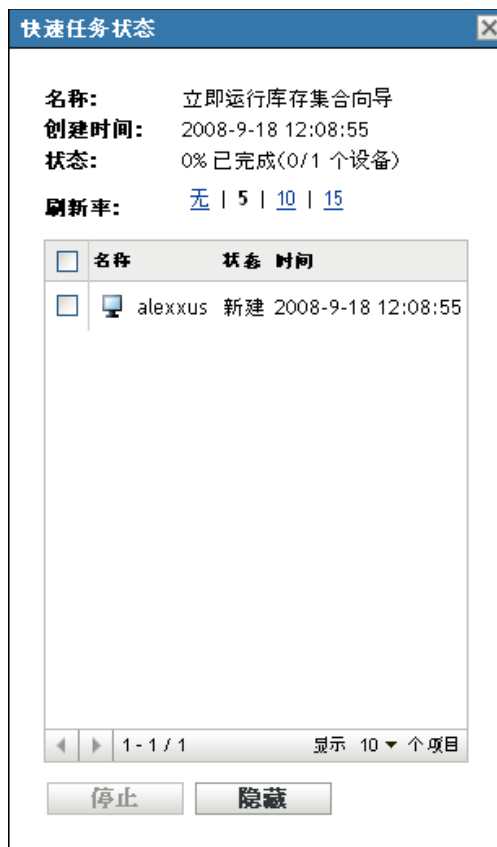 快速任务状态
名称： 立即运行库存集合向导
创建时间： 2008-9-18 12:08:55
状态： 0% 已完成(0/1 个设备)
刷新率： 无 | 5 | 10 | 15
名称 状态 时间
alexxus 新建 2008-9-18 12:08:55
1 - 1 / 1 显示 10 个项目
停止 隐藏